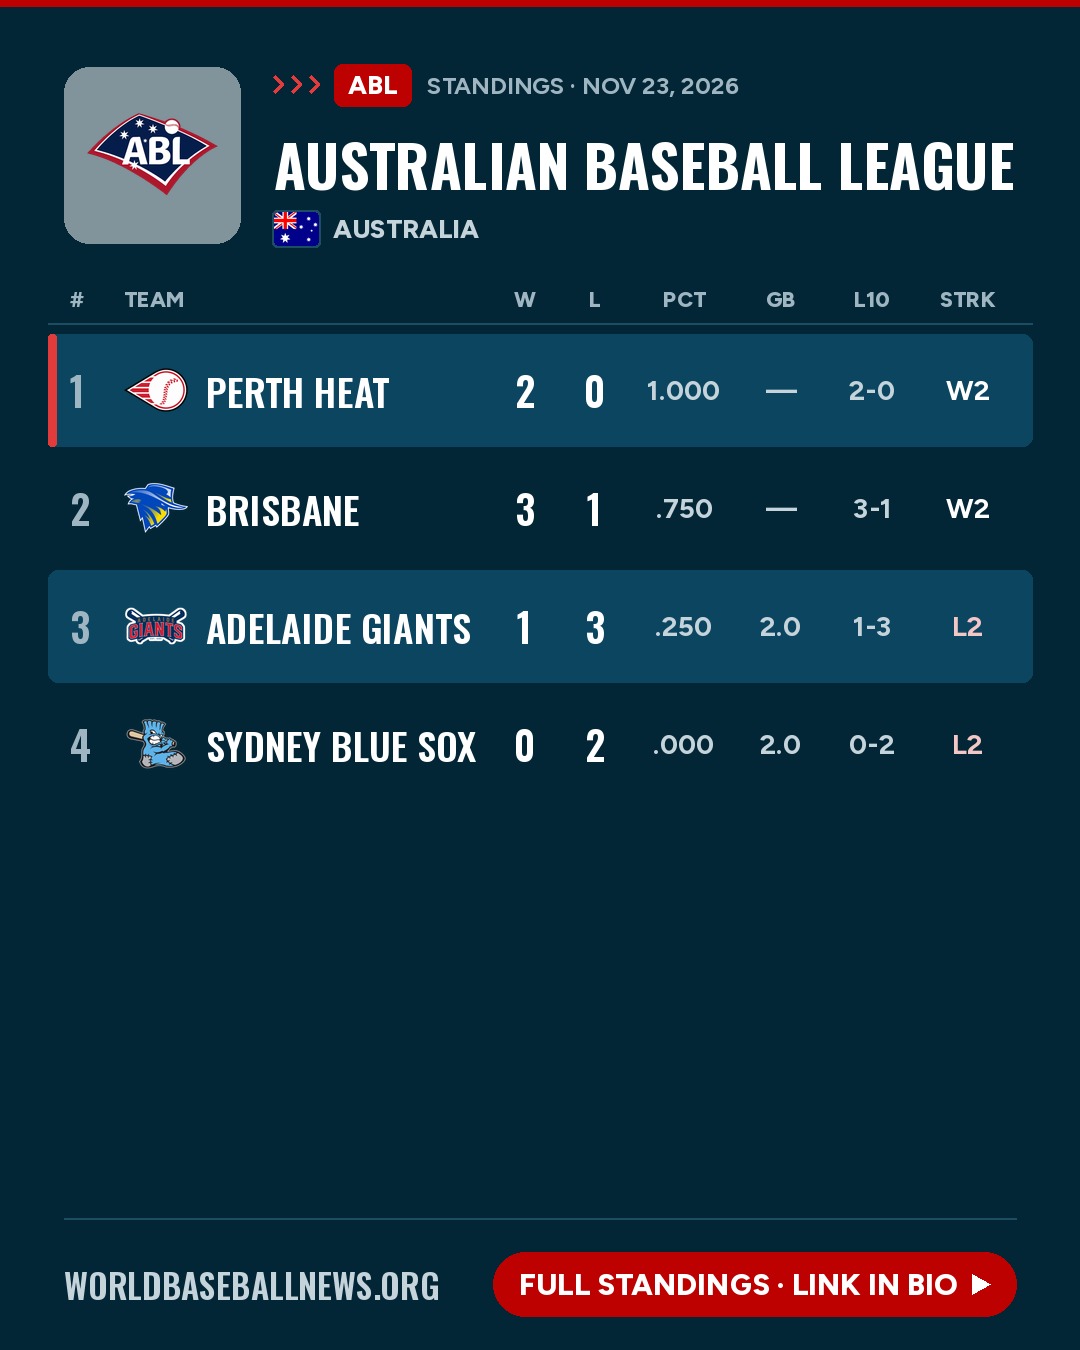 >>> ABL STANDINGS · NOV 23, 2026
ABL
AUSTRALIAN BASEBALL LEAGUE
AUSTRALIA
# TEAM W L PCT GB L10 STRK
1 PERTH HEAT 2 0 1.000 — 2-0 W2
2 BRISBANE 3 1 .750 — 3-1 W2
3 ADELAIDE GIANTS ADELAIDE GIANTS 1 3 .250 2.0 1-3 L2
4 SYDNEY BLUE SOX 0 2 .000 2.0 0-2 L2
WORLDBASEBALLNEWS.ORG
FULL STANDINGS · LINK IN BIO ▶